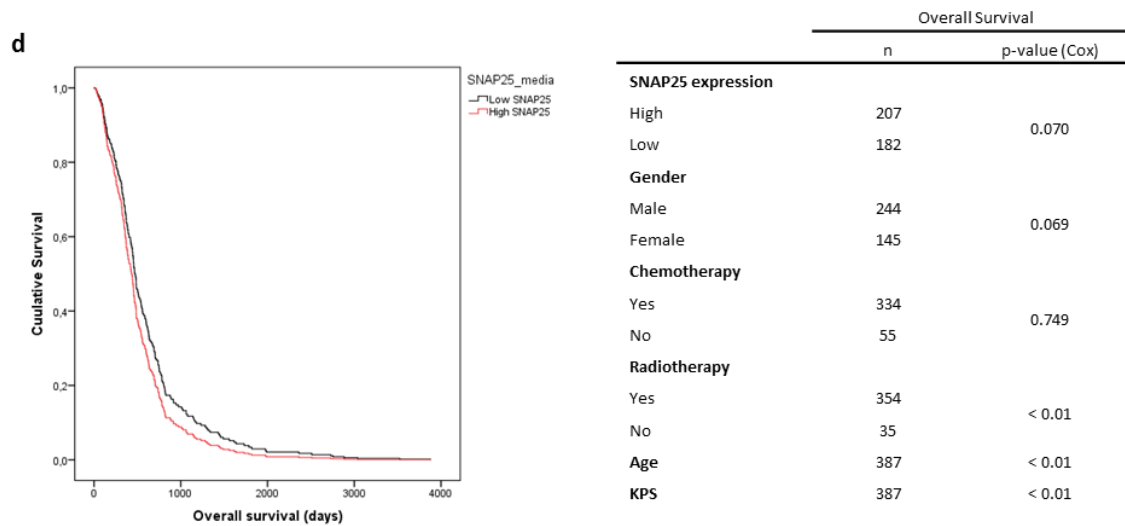 d
SNAP25_media
Low SNAP25
High SNAP25
1,0
0,8
0,6
0,4
0,2
0,0
Cuulative Survival
0 1000 2000 3000 4000
Overall survival (days)
Overall Survival
n p-value (Cox)
SNAP25 expression
High 207
0.070
Low 182
Gender
Male 244
0.069
Female 145
Chemotherapy
Yes 334
0.749
No 55
Radiotherapy
Yes 354
< 0.01
No 35
Age 387 < 0.01
KPS 387 < 0.01